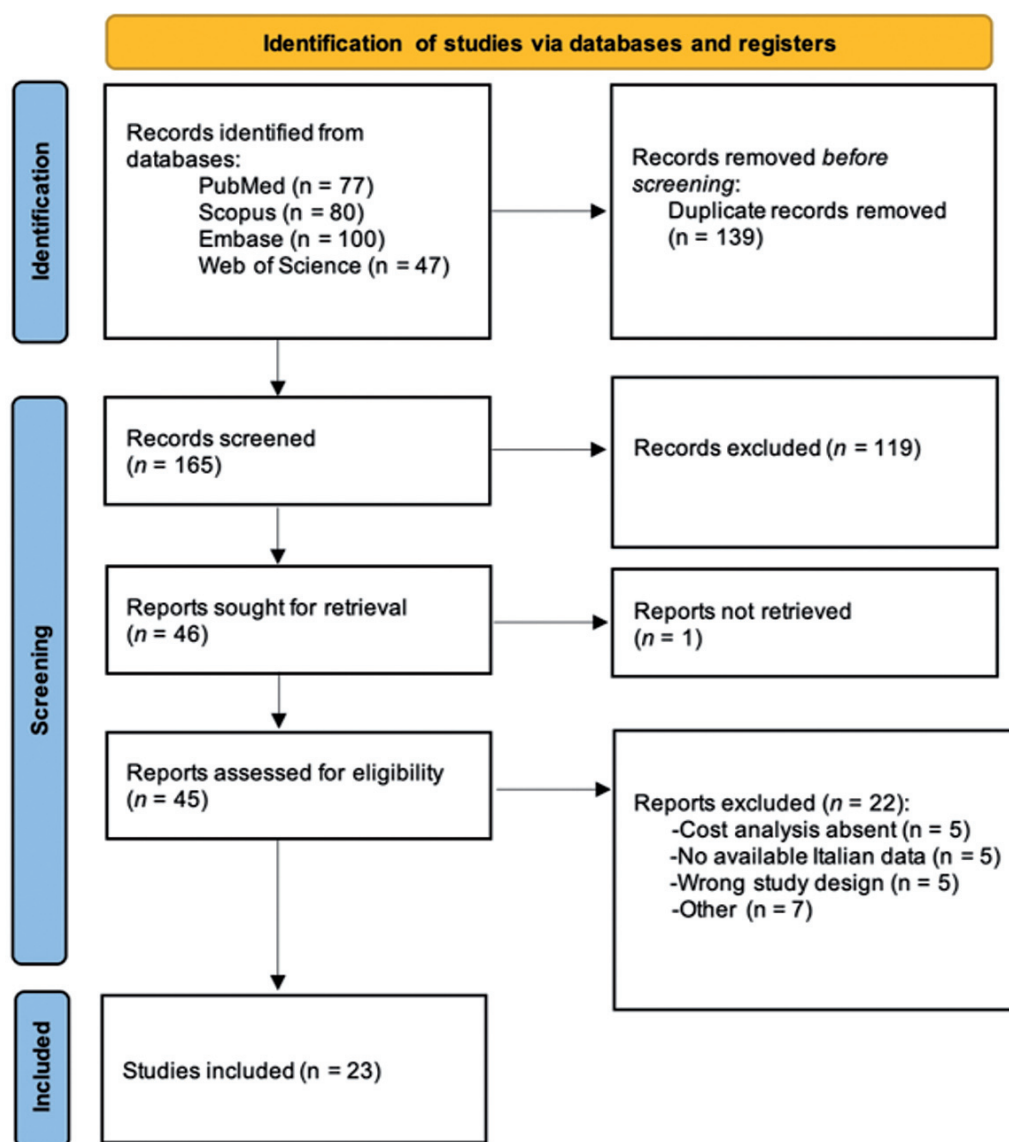 Identification of studies via databases and registers
Identification
Records identified from
databases:
PubMed (n = 77)
Scopus (n = 80)
Embase (n = 100)
Web of Science (n = 47)
Records removed before
screening:
Duplicate records removed
(n = 139)
Screening
Records screened
(n = 165)
Records excluded (n = 119)
Reports sought for retrieval
(n = 46)
Reports not retrieved
(n = 1)
Reports assessed for eligibility
(n = 45)
Reports excluded (n = 22):
-Cost analysis absent (n = 5)
-No available Italian data (n = 5)
-Wrong study design (n = 5)
-Other (n = 7)
Included
Studies included (n = 23)